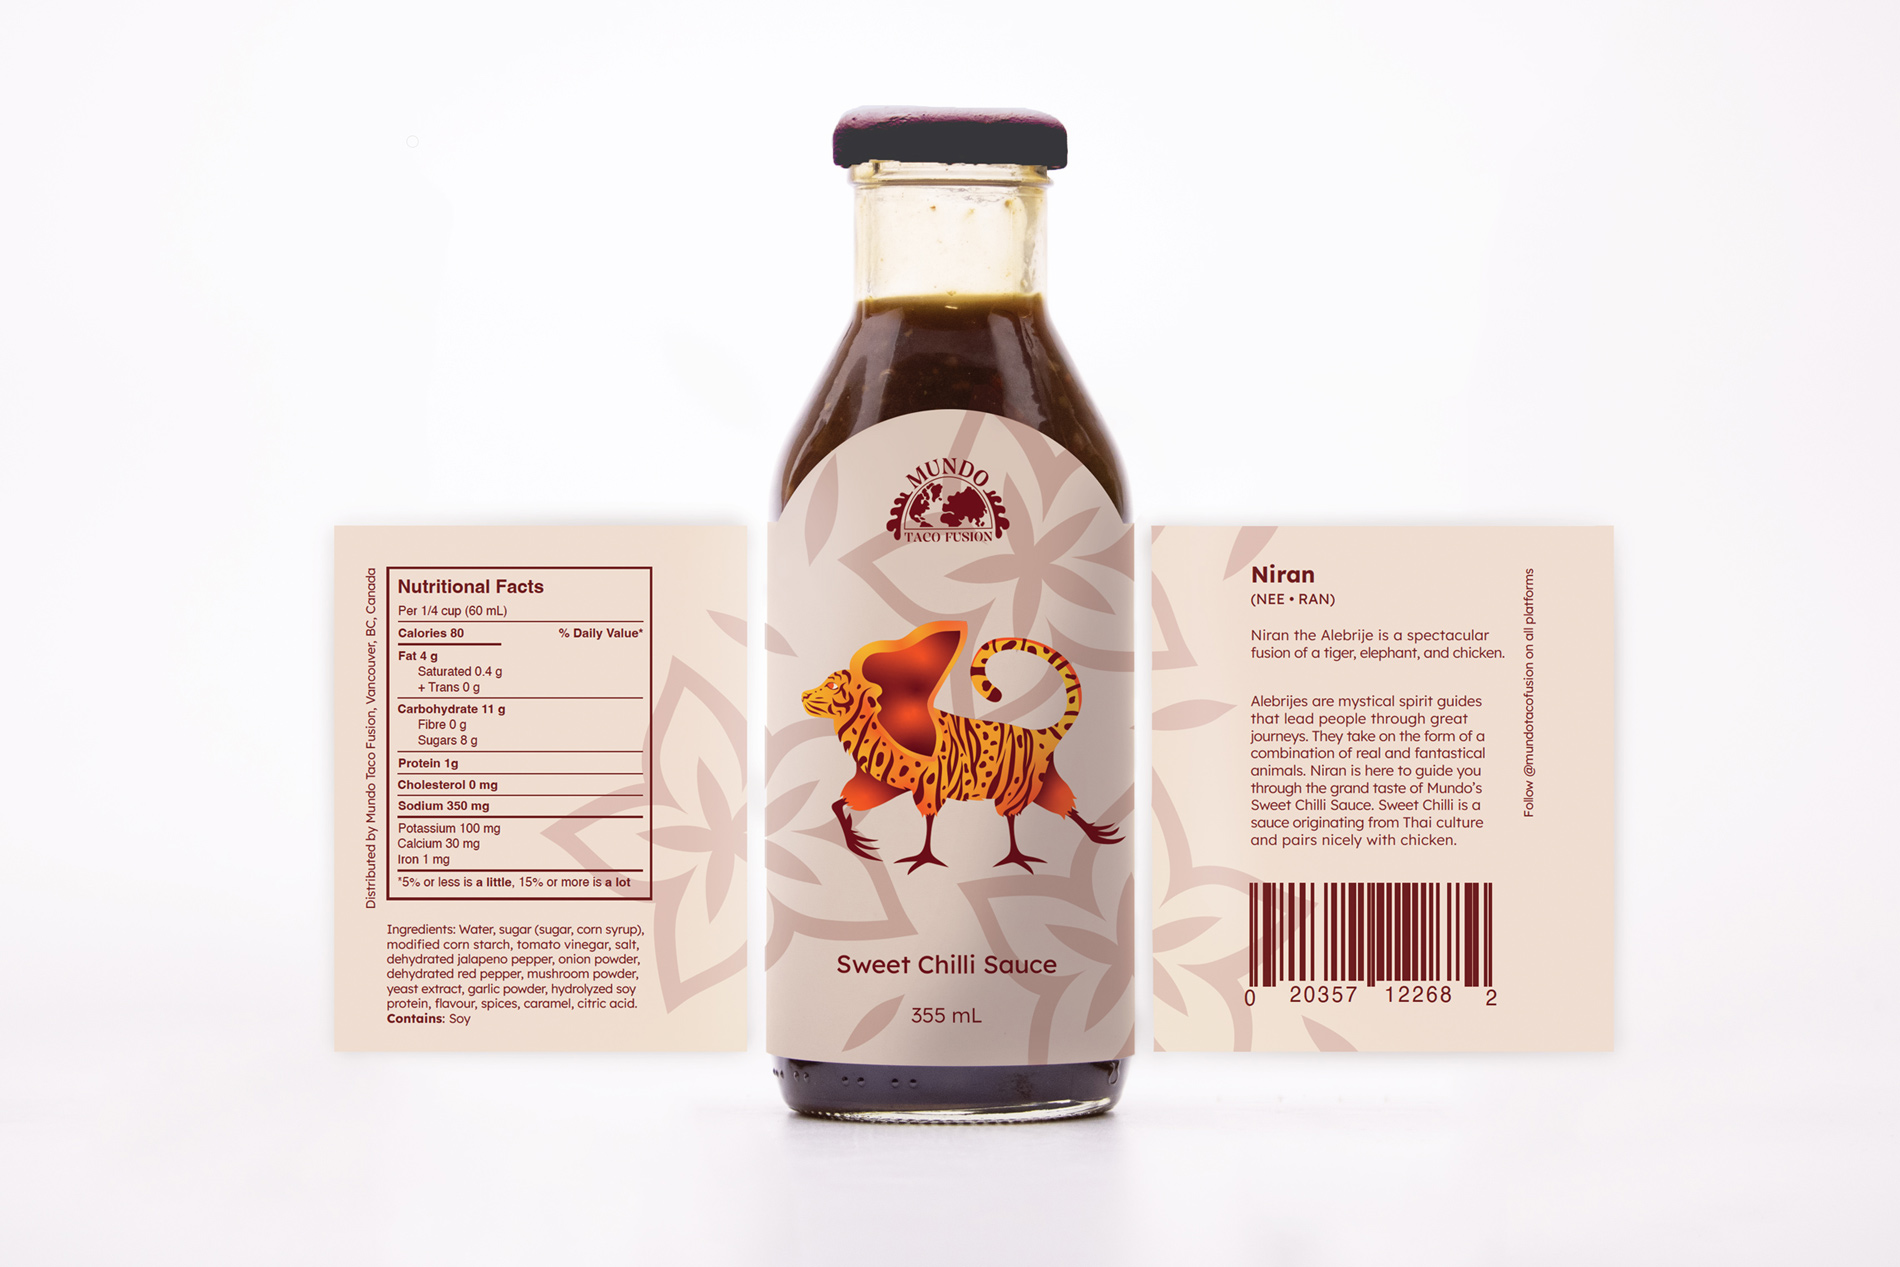 Distributed by Mundo Taco Fusion, Vancouver, BC, Canada
Nutritional Facts
Per 1/4 cup (60 mL)
Calories 80 % Daily Value*
Fat 4 g
Saturated 0.4 g
+ Trans 0 g
Carbohydrate 11 g
Fibre 0 g
Sugars 8 g
Protein 1g
Cholesterol 0 mg
Sodium 350 mg
Potassium 100 mg
Calcium 30 mg
Iron 1 mg
*5% or less is a little, 15% or more is a lot
Ingredients: Water, sugar (sugar, corn syrup),
modified corn starch, tomato vinegar, salt,
dehydrated jalapeno pepper, onion powder,
dehydrated red pepper, mushroom powder,
yeast extract, garlic powder, hydrolyzed soy
protein, flavour, spices, caramel, citric acid.
Contains: Soy
MUNDO
TACO FUSION
Sweet Chilli Sauce
355 mL
Niran
(NEE • RAN)
Niran the Alebrije is a spectacular
fusion of a tiger, elephant, and chicken.
Alebrijes are mystical spirit guides
that lead people through great
journeys. They take on the form of a
combination of real and fantastical
animals. Niran is here to guide you
through the grand taste of Mundo's
Sweet Chilli Sauce. Sweet Chilli is a
sauce originating from Thai culture
and pairs nicely with chicken.
0 20357 12268 2
Follow @mundotacofusion on all platforms